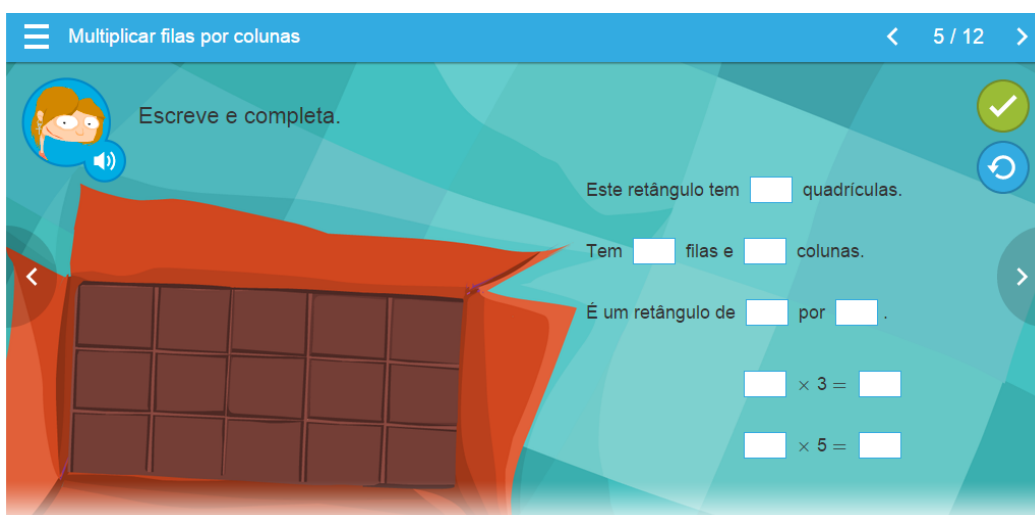 Multiplicar filas por colunas
5 / 12
Escreve e completa.
Este retângulo tem quadrículas.
Tem filas e colunas.
É um retângulo de por .
× 3 =
× 5 =